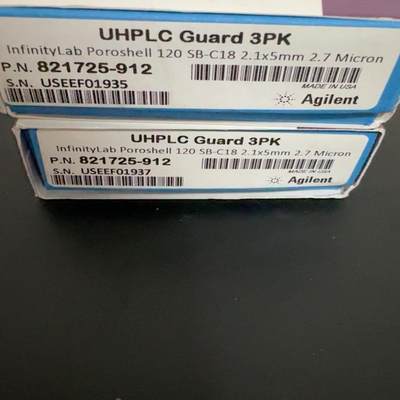 UHPLC Guard 3PK
InfinityLab Poroshell 120 SB-C18 2.1x5mm 2.7 Micron
P.N. 821725-912
S.N. USEEF01935
MADE IN USA
Agilent
UHPLC Guard 3PK
InfinityLab Poroshell 120 SB-C18 2.1x5mm 2.7 Micron
P.N. 821725-912
S.N. USEEF01937
MADE IN USA
Agilent